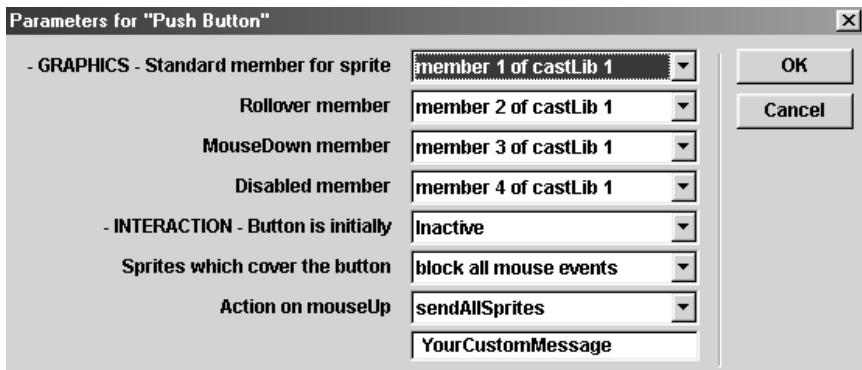 Parameters for "Push Button"
- GRAPHICS - Standard member for sprite member 1 of castLib 1 OK
Rollover member member 2 of castLib 1 Cancel
MouseDown member member 3 of castLib 1
Disabled member member 4 of castLib 1
- INTERACTION - Button is initially Inactive
Sprites which cover the button block all mouse events
Action on mouseUp sendAllSprites
YourCustomMessage